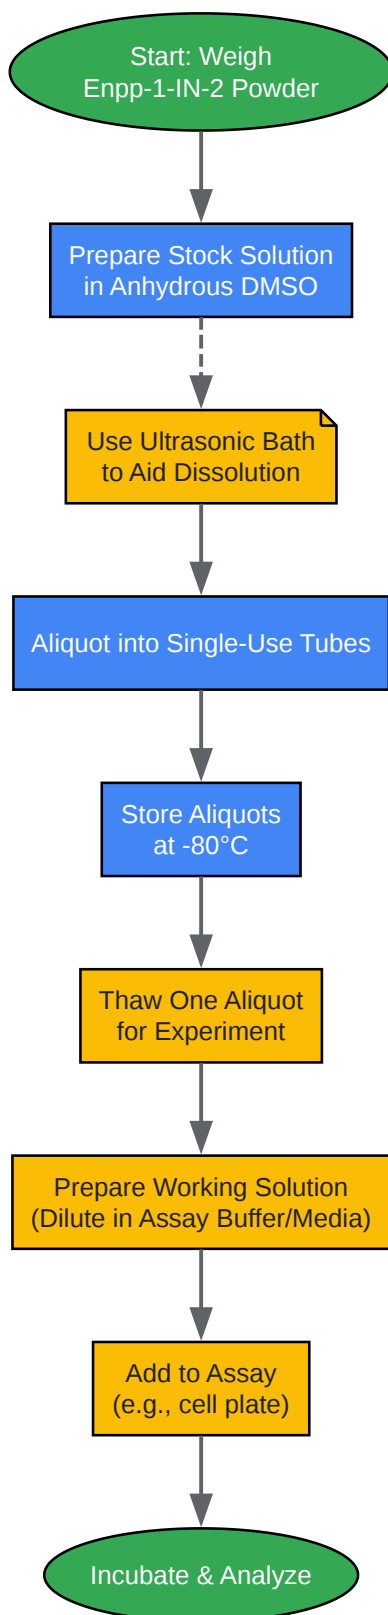 Start: Weigh
Enpp-1-IN-2 Powder
Prepare Stock Solution
in Anhydrous DMSO
Use Ultrasonic Bath
to Aid Dissolution
Aliquot into Single-Use Tubes
Store Aliquots
at -80°C
Thaw One Aliquot
for Experiment
Prepare Working Solution
(Dilute in Assay Buffer/Media)
Add to Assay
(e.g., cell plate)
Incubate & Analyze